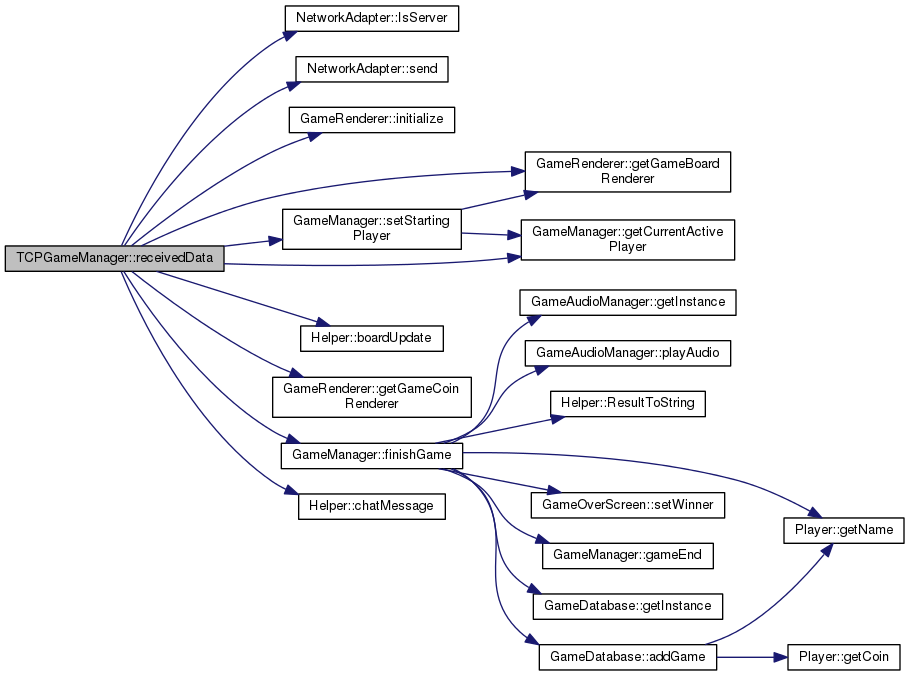 NetworkAdapter::IsServer
NetworkAdapter::send
GameRenderer::initialize
GameRenderer::getGameBoard
Renderer
GameManager::setStarting
Player
GameManager::getCurrentActive
Player
TCPGameManager::receivedData
GameAudioManager::getInstance
Helper::boardUpdate
GameAudioManager::playAudio
GameRenderer::getGameCoin
Renderer
Helper::ResultToString
GameManager::finishGame
Helper::chatMessage
GameOverScreen::setWinner
Player::getName
GameManager::gameEnd
GameDatabase::getInstance
GameDatabase::addGame
Player::getCoin